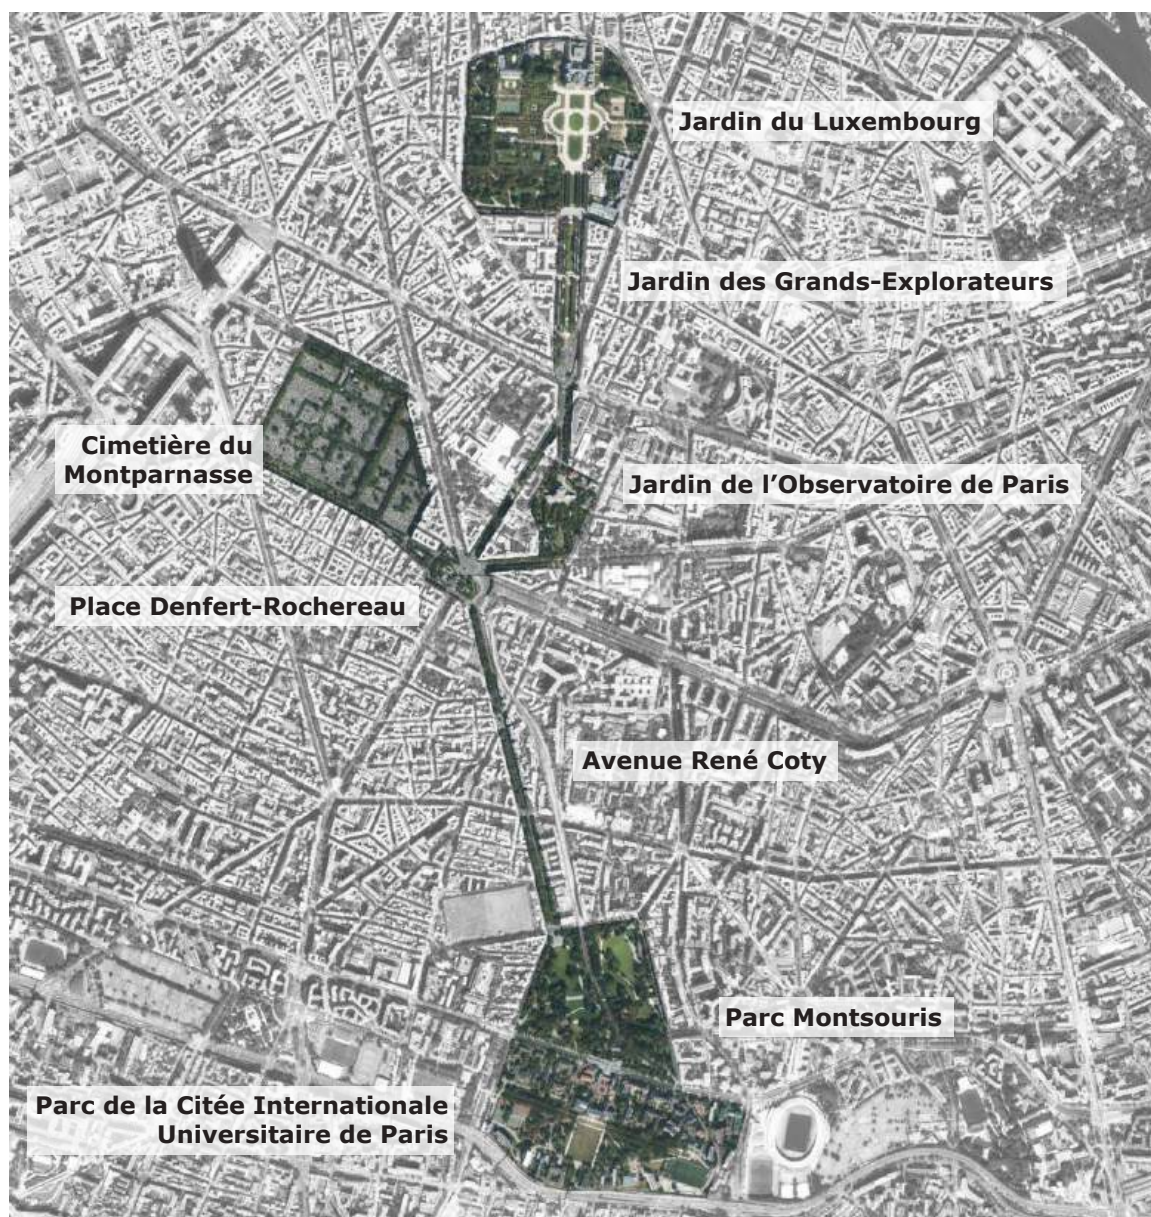 Jardin du Luxembourg
Jardin des Grands-Explorateurs
Cimetière du
Montparnasse
Jardin de l’Observatoire de Paris
Place Denfert-Rochereau
Avenue René Coty
Parc Montsouris
Parc de la Citée Internationale
Universitaire de Paris